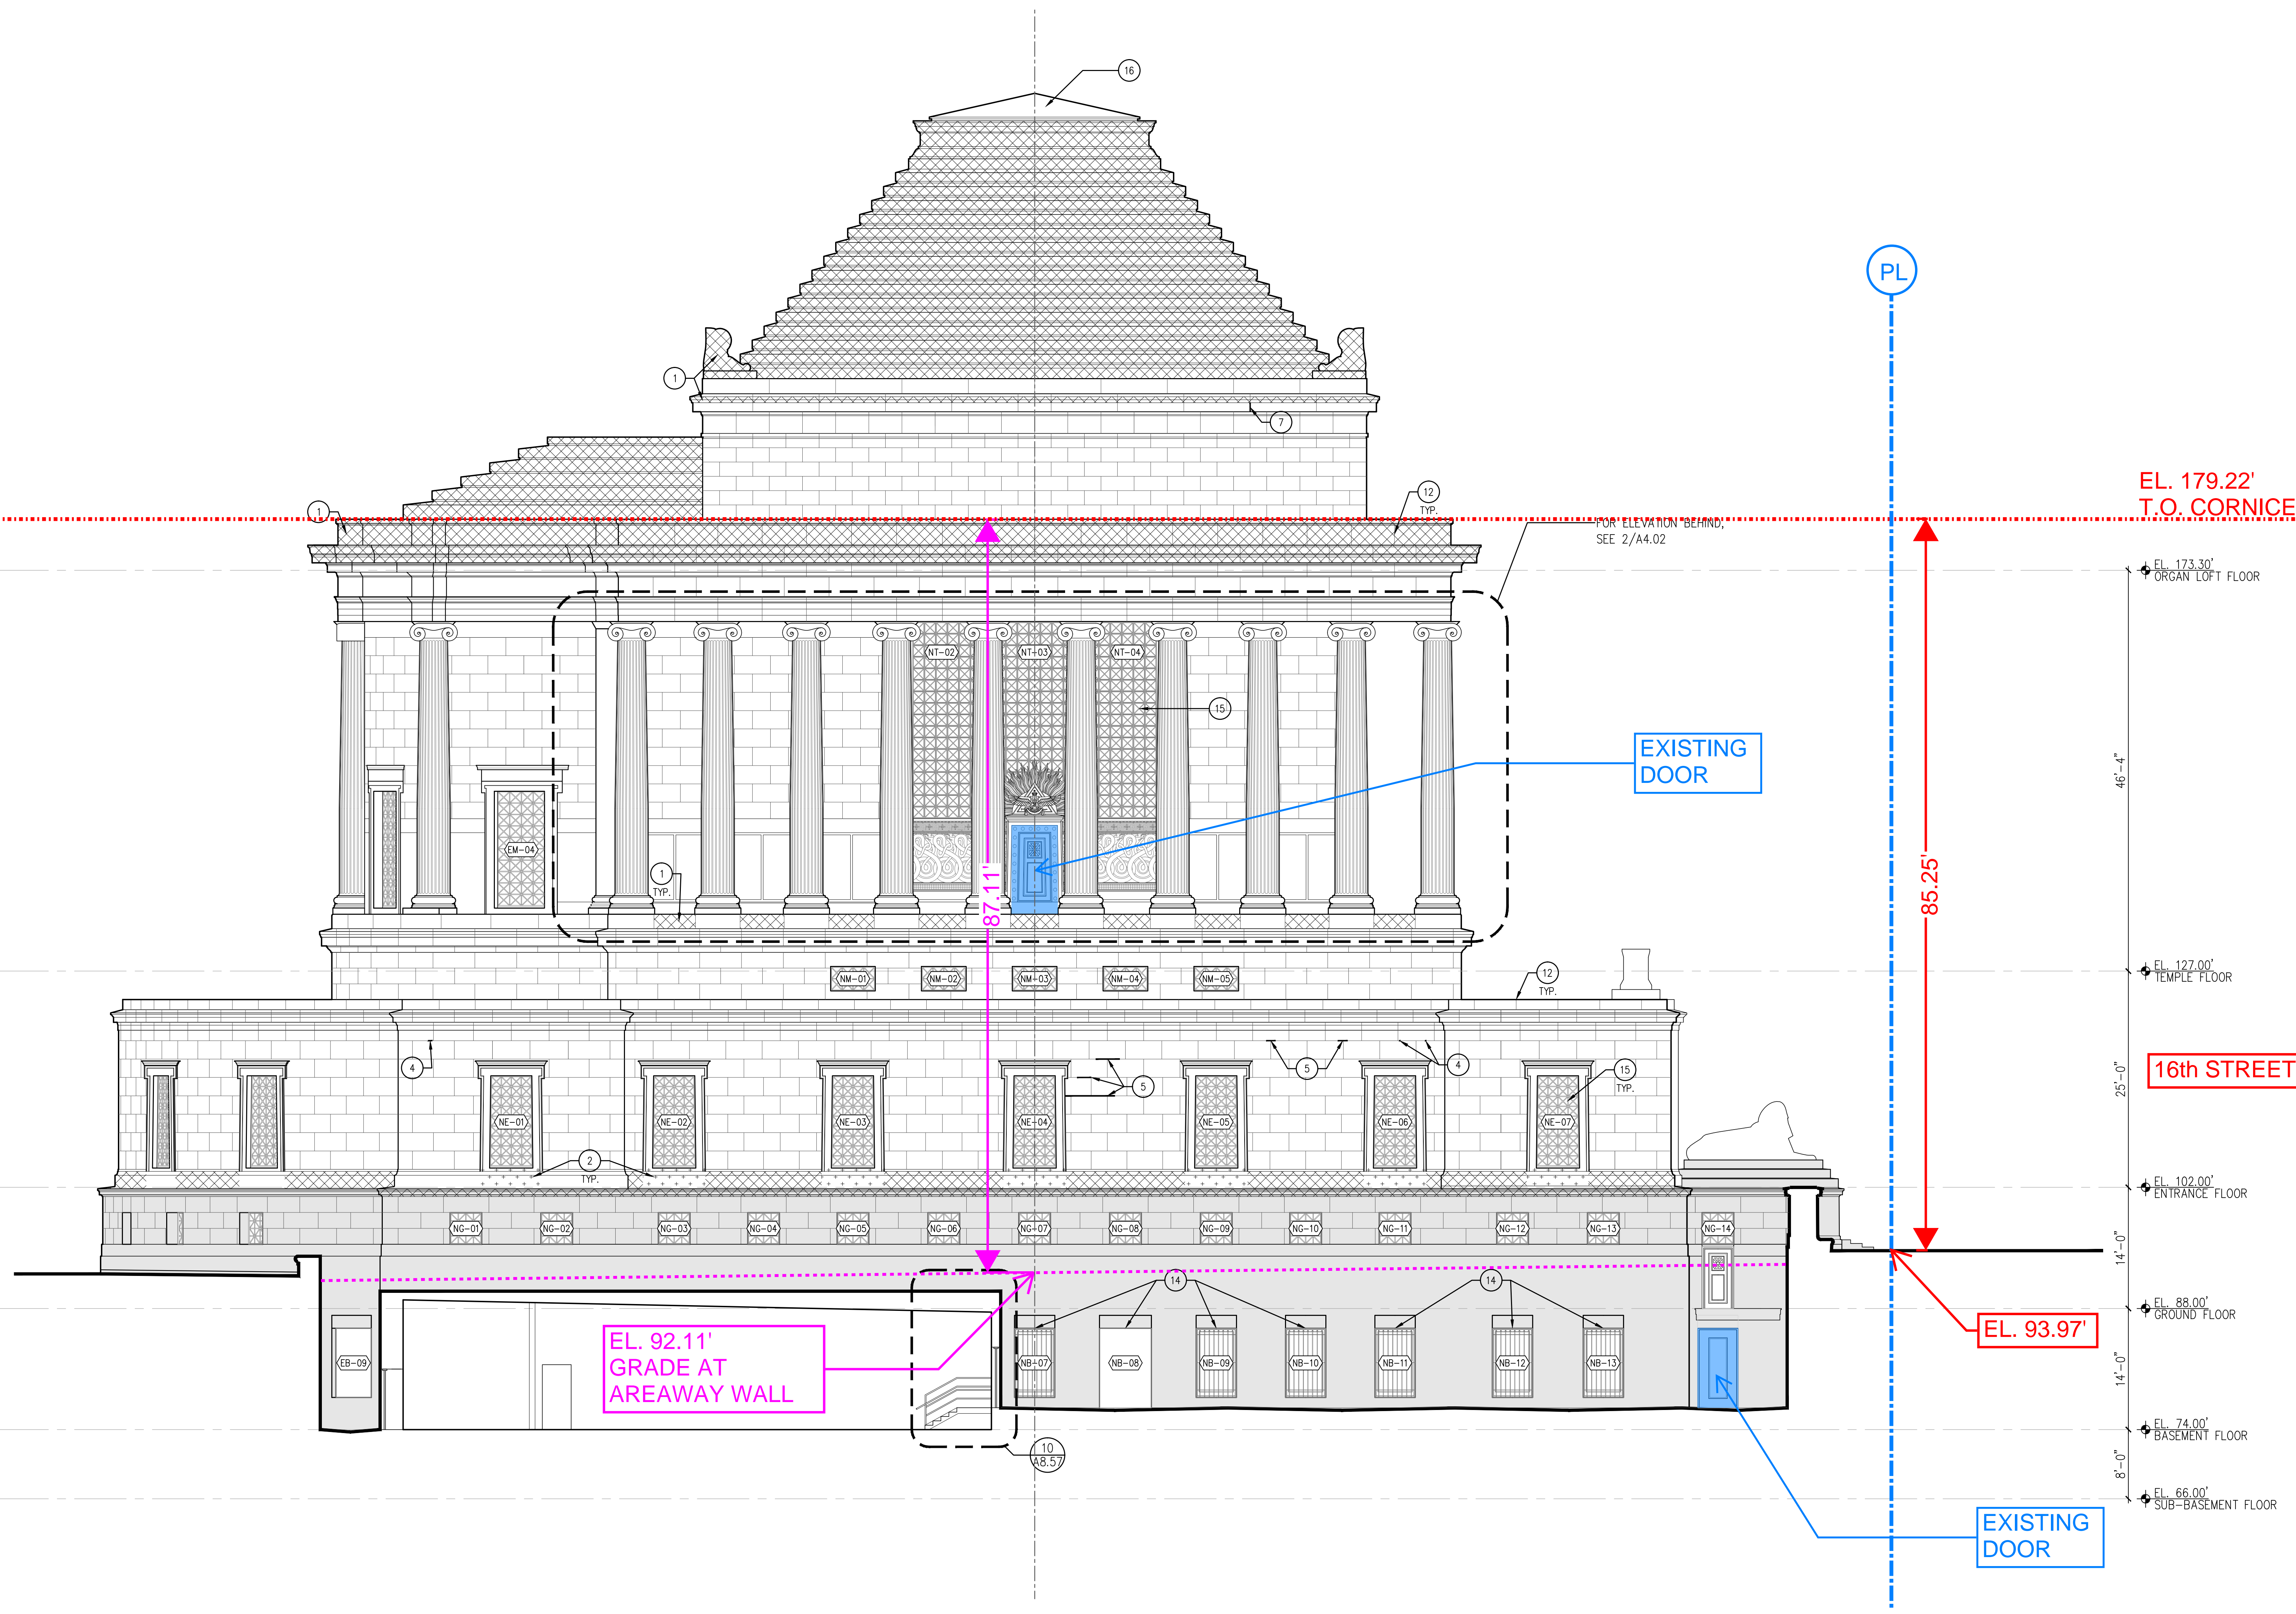 16
PL
1
7
EL. 179.22'
T.O. CORNICE
1
12
TYP.
FOR ELEVATION BEHIND,
SEE 2/A4.02
EL. 173.30'
ORGAN LOFT FLOOR
NT-02
NT-03
NT-04
15
EXISTING
DOOR
46'-4"
EM-04
1
TYP.
87.11'
85.25'
NM-01
NM-02
NM-03
NM-04
NM-05
12
TYP.
EL. 127.00'
TEMPLE FLOOR
4
5
5
4
15
TYP.
16th STREET
25'-0"
NE-01
NE-02
NE-03
NE-04
NE-05
NE-06
NE-07
2
TYP.
EL. 102.00'
ENTRANCE FLOOR
NG-01
NG-02
NG-03
NG-04
NG-05
NG-06
NG-07
NG-08
NG-09
NG-10
NG-11
NG-12
NG-13
NG-14
14'-0"
14
14
EL. 88.00'
GROUND FLOOR
EL. 93.97'
EL. 92.11'
GRADE AT
AREAWAY WALL
EB-09
NB-07
NB-08
NB-09
NB-10
NB-11
NB-12
NB-13
14'-0"
EL. 74.00'
BASEMENT FLOOR
10
A8.57
8'-0"
EL. 66.00'
SUB-BASEMENT FLOOR
EXISTING
DOOR